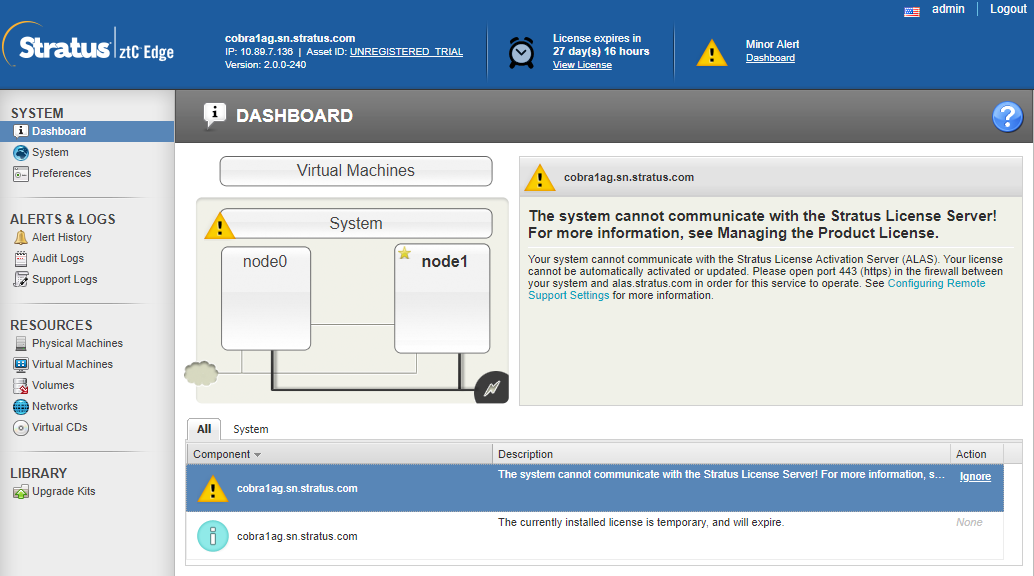 admin | Logout
Stratus ztC Edge
cobra1ag.sn.stratus.com
IP: 10.89.7.136 | Asset ID: UNREGISTERED_TRIAL
Version: 2.0.0-240
License expires in
27 day(s) 16 hours
View License
Minor Alert
Dashboard
SYSTEM
Dashboard
System
Preferences
ALERTS & LOGS
Alert History
Audit Logs
Support Logs
RESOURCES
Physical Machines
Virtual Machines
Volumes
Networks
Virtual CDs
LIBRARY
Upgrade Kits
DASHBOARD
?
Virtual Machines
System
node0
node1
cobra1ag.sn.stratus.com
The system cannot communicate with the Stratus License Server!
For more information, see Managing the Product License.
Your system cannot communicate with the Stratus License Activation Server (ALAS). Your license
cannot be automatically activated or updated. Please open port 443 (https) in the firewall between
your system and alas.stratus.com in order for this service to operate. See Configuring Remote
Support Settings for more information.
All System
Component Description Action
cobra1ag.sn.stratus.com The system cannot communicate with the Stratus License Server! For more information, s... Ignore
cobra1ag.sn.stratus.com The currently installed license is temporary, and will expire. None